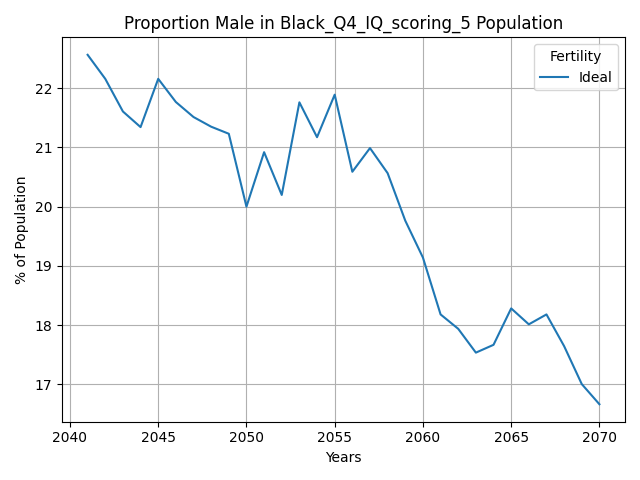 Proportion Male in Black_Q4_IQ_scoring_5 Population
Fertility
Ideal
% of Population
22
21
20
19
18
17
2040 2045 2050 2055 2060 2065 2070
Years